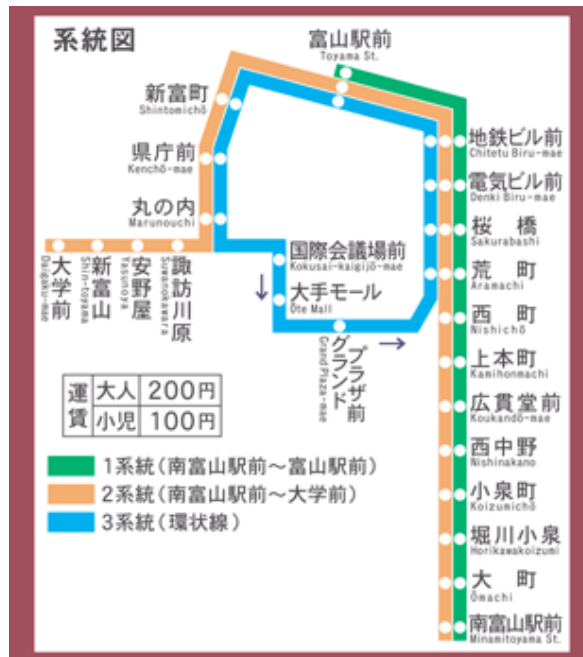 系統図
富山駅前
Toyama St.
新富町
Shintomichō
県庁前
Kenchō-mae
丸の内
Marunouchi
大学前
Daigaku-mae
新富山
Shin-toyama
安野屋
Yasunoya
諏訪川原
Suwanokawara
国際会議場前
Kokusai-kaigijō-mae
大手モール
Ōte Mall
グランド
プラザ前
Grand Plaza-mae
地鉄ビル前
Chitetu Biru-mae
電気ビル前
Denki Biru-mae
桜橋
Sakurabashi
荒町
Aramachi
西町
Nishichō
上本町
Kamihonmachi
広貫堂前
Koukandō-mae
西中野
Nishinakano
小泉町
Koizumichō
堀川小泉
Horikawakoizumi
大町
Ōmachi
南富山駅前
Minamitoyama St.
運賃 大人 200円
小児 100円
1系統(南富山駅前〜富山駅前)
2系統(南富山駅前〜大学前)
3系統(環状線)